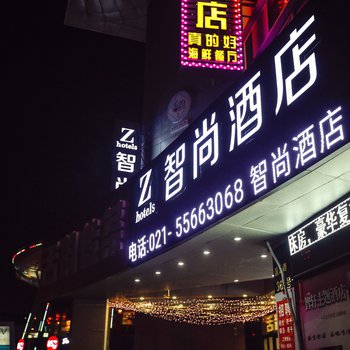 店
真的好
海鲜餐厅
Z
hotels
智尚
Z
hotels
智尚酒店
电话:021-55663068 智尚酒店
床房、豪华复